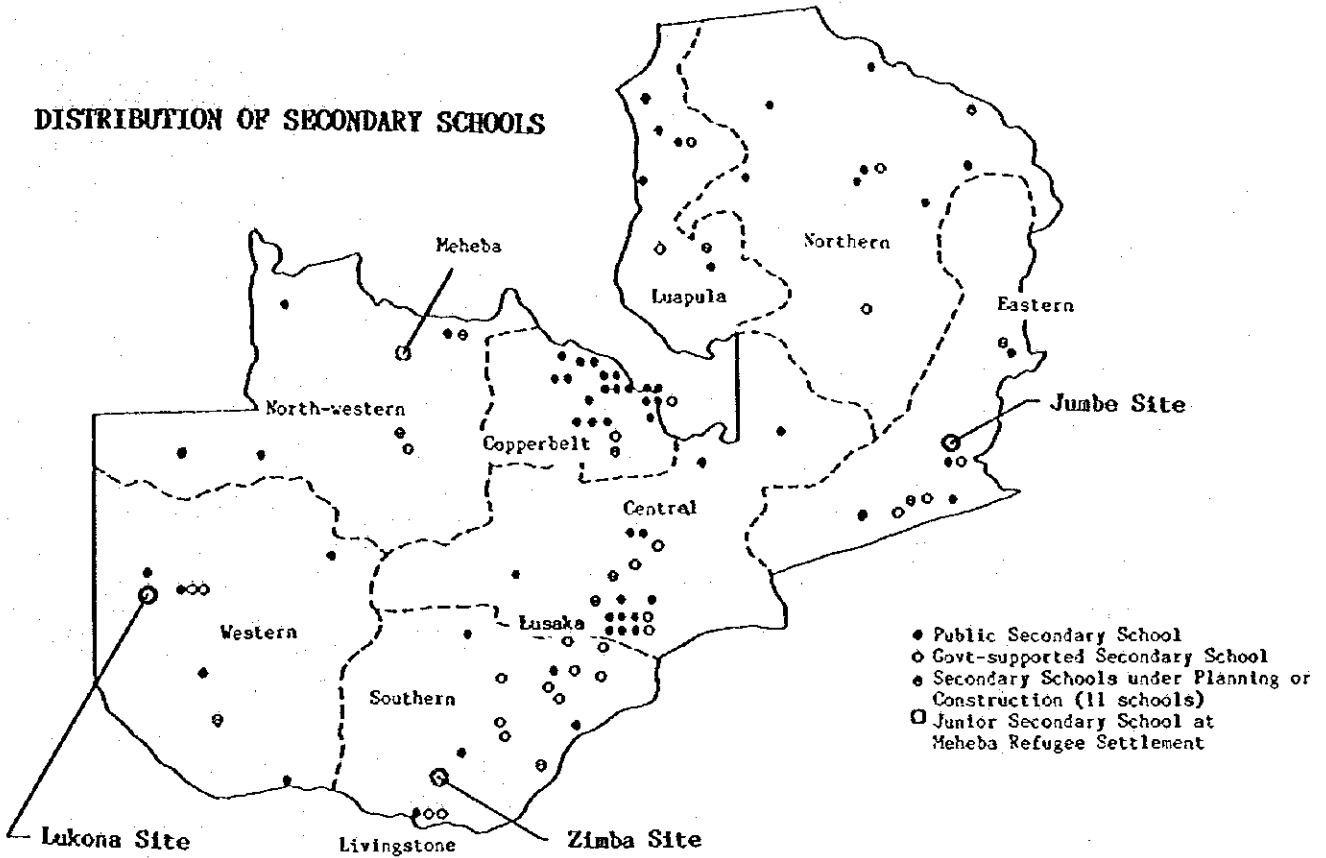 DISTRIBUTION OF SECONDARY SCHOOLS
Meheba
Northern
Luapula
Eastern
North-western
Copperbelt
Jumbe Site
Central
Lusaka
Western
Southern
Public Secondary School
Govt-supported Secondary School
Secondary Schools under Planning or
Construction (11 schools)
Junior Secondary School at
Meheba Refugee Settlement
Lukona Site
Livingstone
Zimba Site